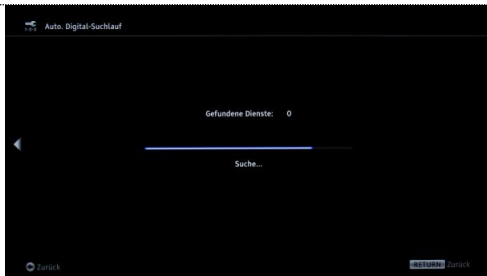 Auto. Digital-Suchlauf
Gefundene Dienste: 0
Suche...
Zurück
RETURN Zurück